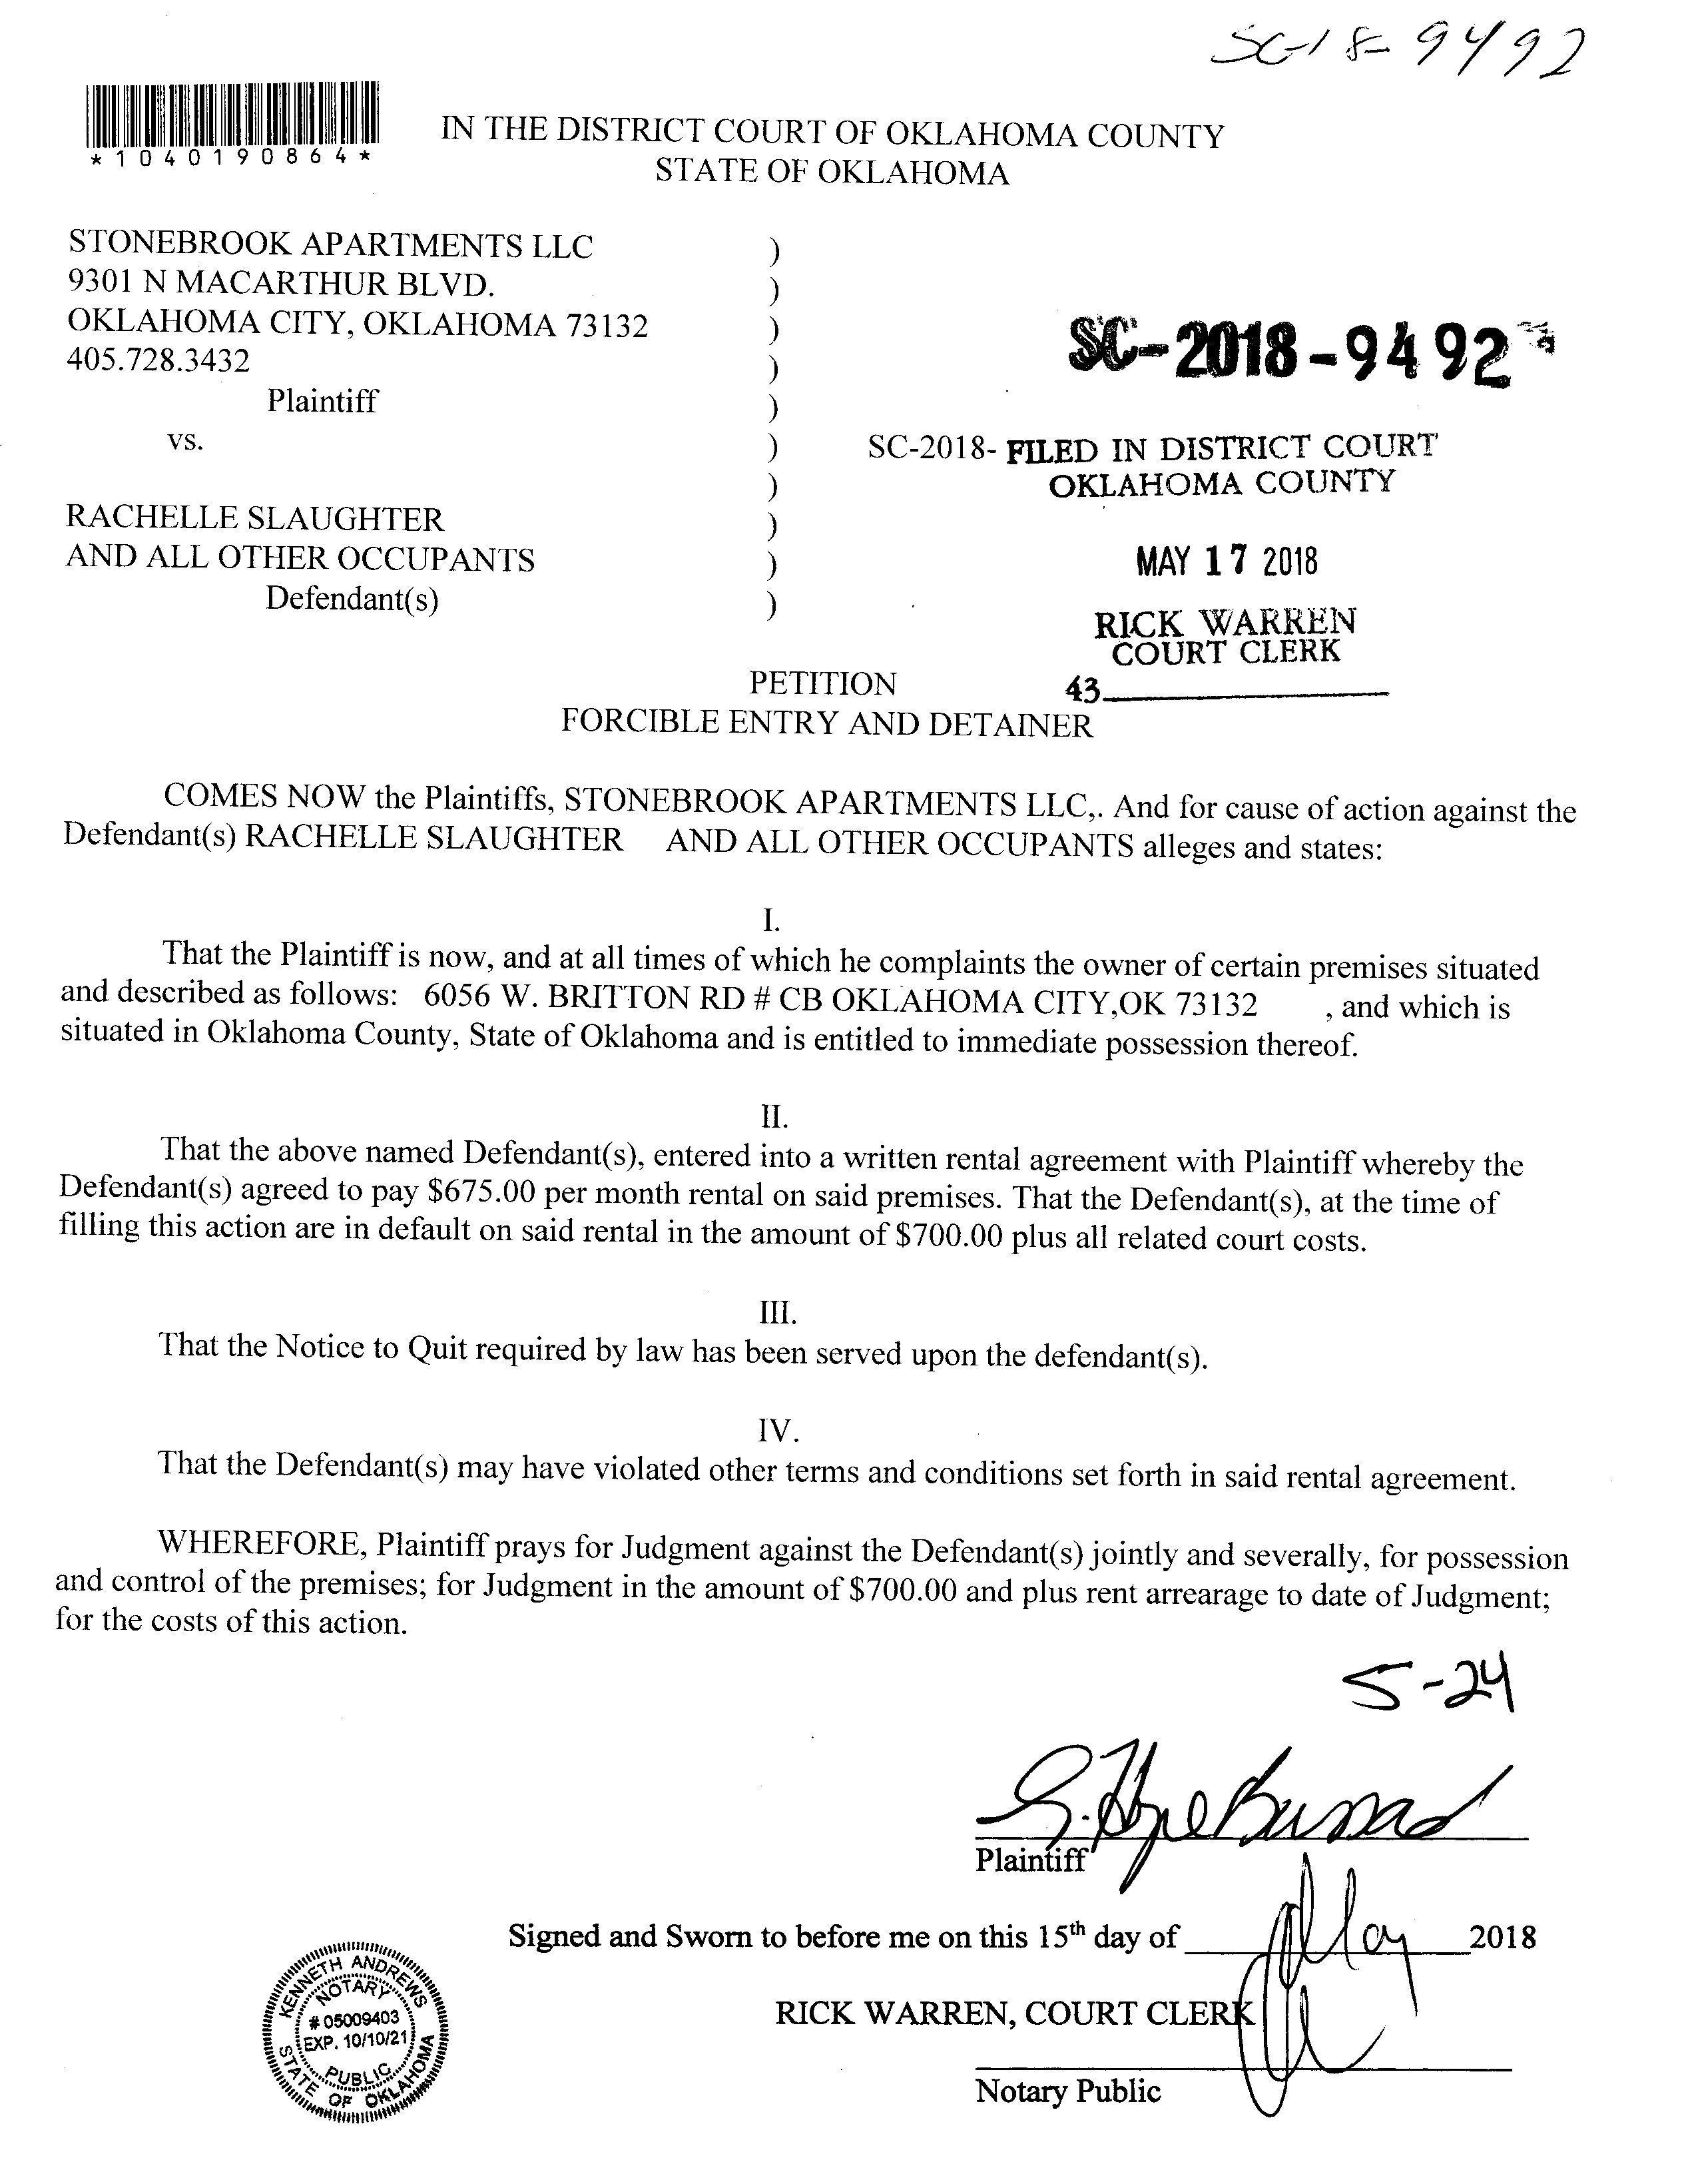 SC-18-9492
*1040190864*
IN THE DISTRICT COURT OF OKLAHOMA COUNTY
STATE OF OKLAHOMA
STONEBROOK APARTMENTS LLC )
9301 N MACARTHUR BLVD. )
OKLAHOMA CITY, OKLAHOMA 73132 )
405.728.3432 )
Plaintiff )
SC-2018-9492
vs. )
SC-2018- FILED IN DISTRICT COURT
OKLAHOMA COUNTY
)
RACHELLE SLAUGHTER )
AND ALL OTHER OCCUPANTS )
Defendant(s) )
MAY 17 2018
RICK WARREN
COURT CLERK
43
PETITION
FORCIBLE ENTRY AND DETAINER
COMES NOW the Plaintiffs, STONEBROOK APARTMENTS LLC,. And for cause of action against the
Defendant(s) RACHELLE SLAUGHTER AND ALL OTHER OCCUPANTS alleges and states:
I.
That the Plaintiff is now, and at all times of which he complaints the owner of certain premises situated
and described as follows: 6056 W. BRITTON RD # CB OKLAHOMA CITY,OK 73132 , and which is
situated in Oklahoma County, State of Oklahoma and is entitled to immediate possession thereof.
II.
That the above named Defendant(s), entered into a written rental agreement with Plaintiff whereby the
Defendant(s) agreed to pay $675.00 per month rental on said premises. That the Defendant(s), at the time of
filling this action are in default on said rental in the amount of $700.00 plus all related court costs.
III.
That the Notice to Quit required by law has been served upon the defendant(s).
IV.
That the Defendant(s) may have violated other terms and conditions set forth in said rental agreement.
WHEREFORE, Plaintiff prays for Judgment against the Defendant(s) jointly and severally, for possession
and control of the premises; for Judgment in the amount of $700.00 and plus rent arrearage to date of Judgment;
for the costs of this action.
5-24
Plaintiff
Signed and Sworn to before me on this 15th day of May 2018
RICK WARREN, COURT CLERK
Notary Public
KENNETH ANDREWS
NOTARY
# 05009403
EXP. 10/10/21
PUBLIC
STATE OF OKLAHOMA